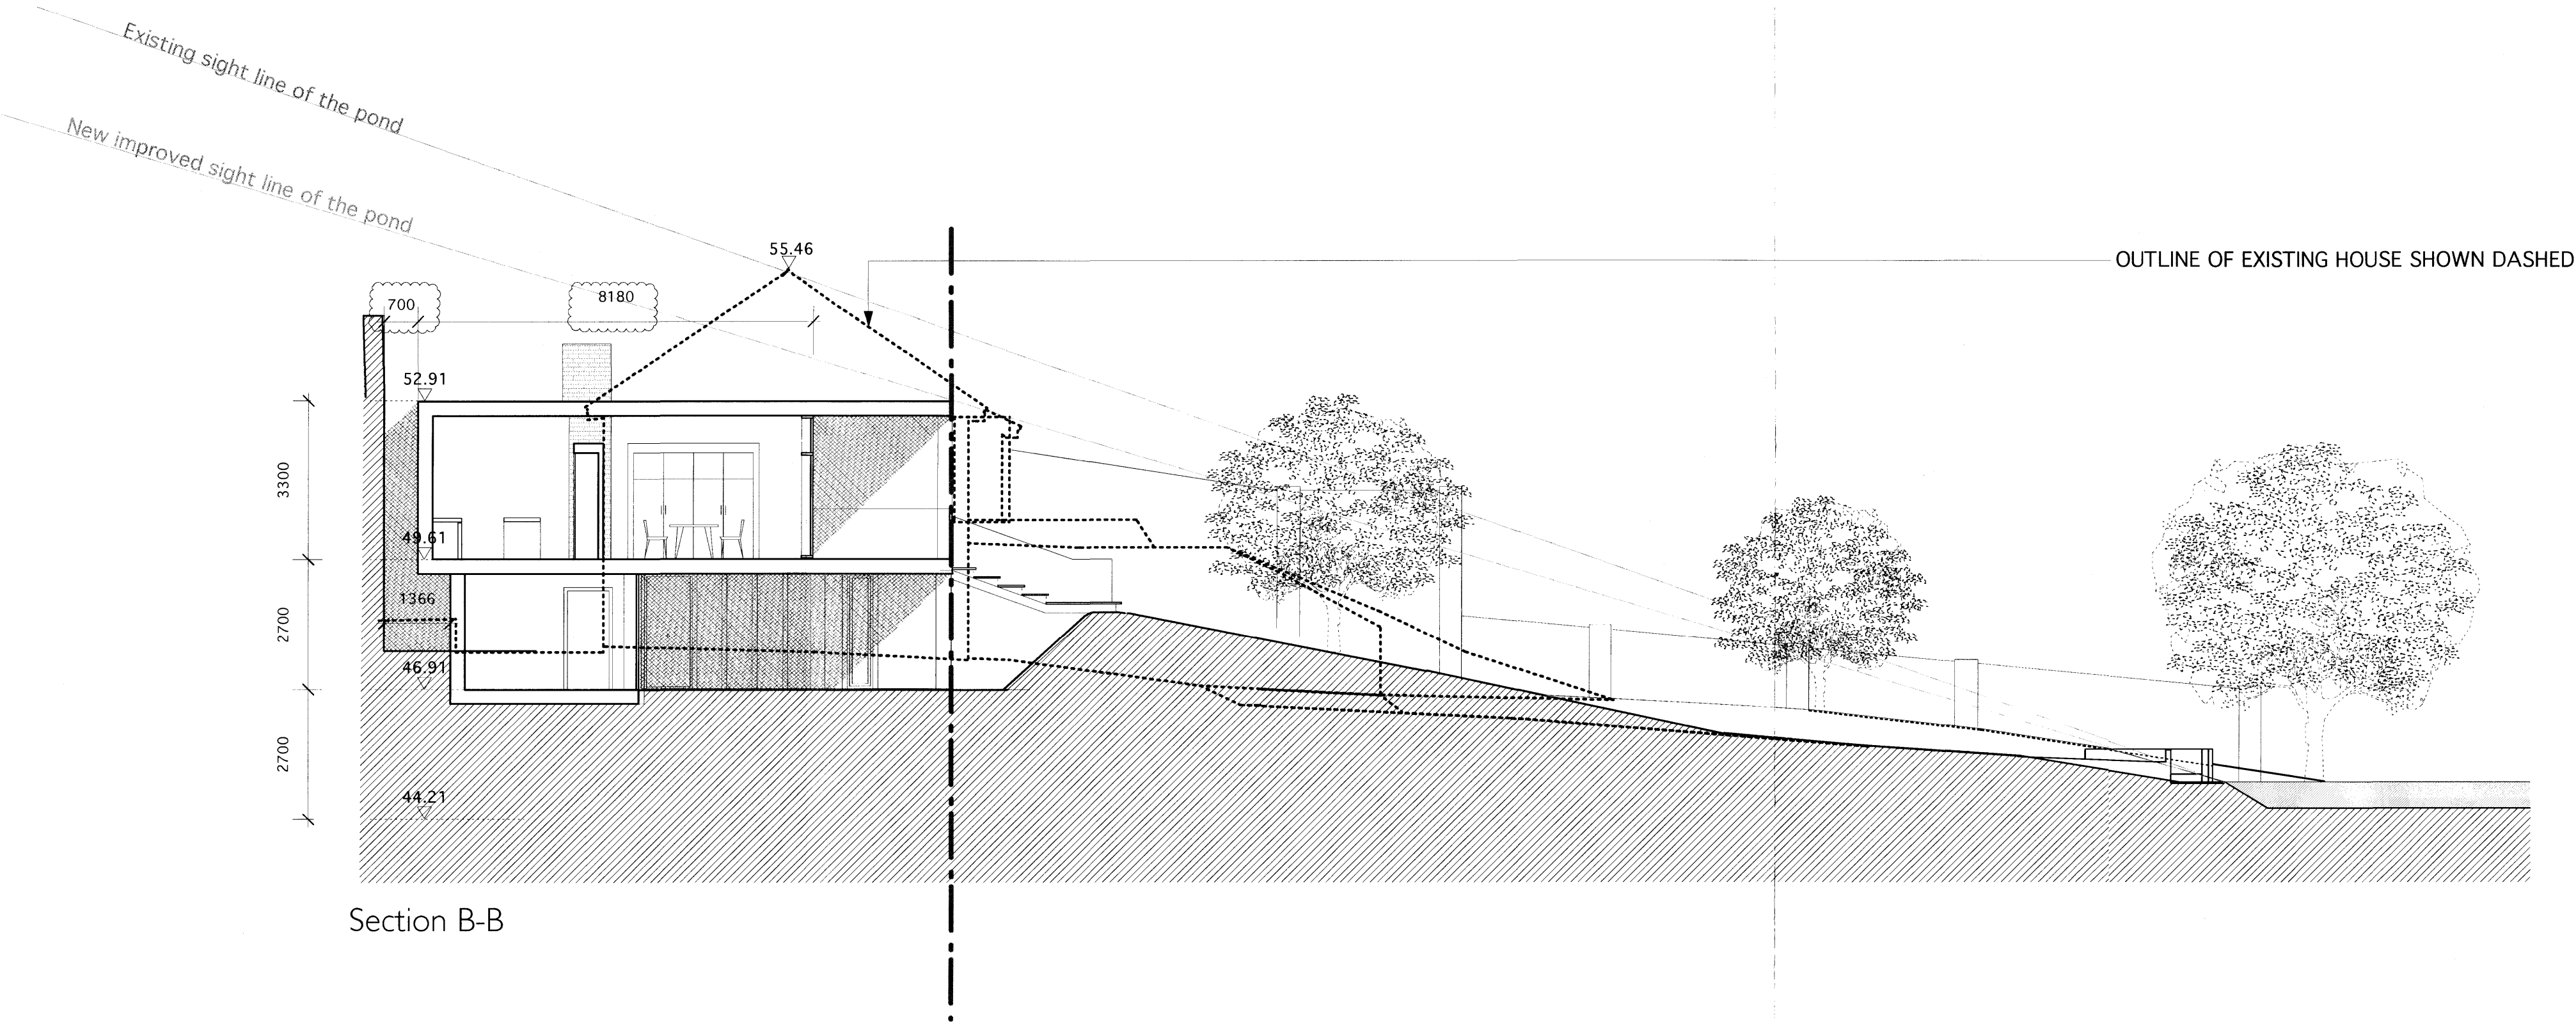 Existing sight line of the pond
New improved sight line of the pond
55.46
OUTLINE OF EXISTING HOUSE SHOWN DASHED
700
8180
52.91
3300
49.61
1366
2700
46.91
2700
44.21
Section B-B